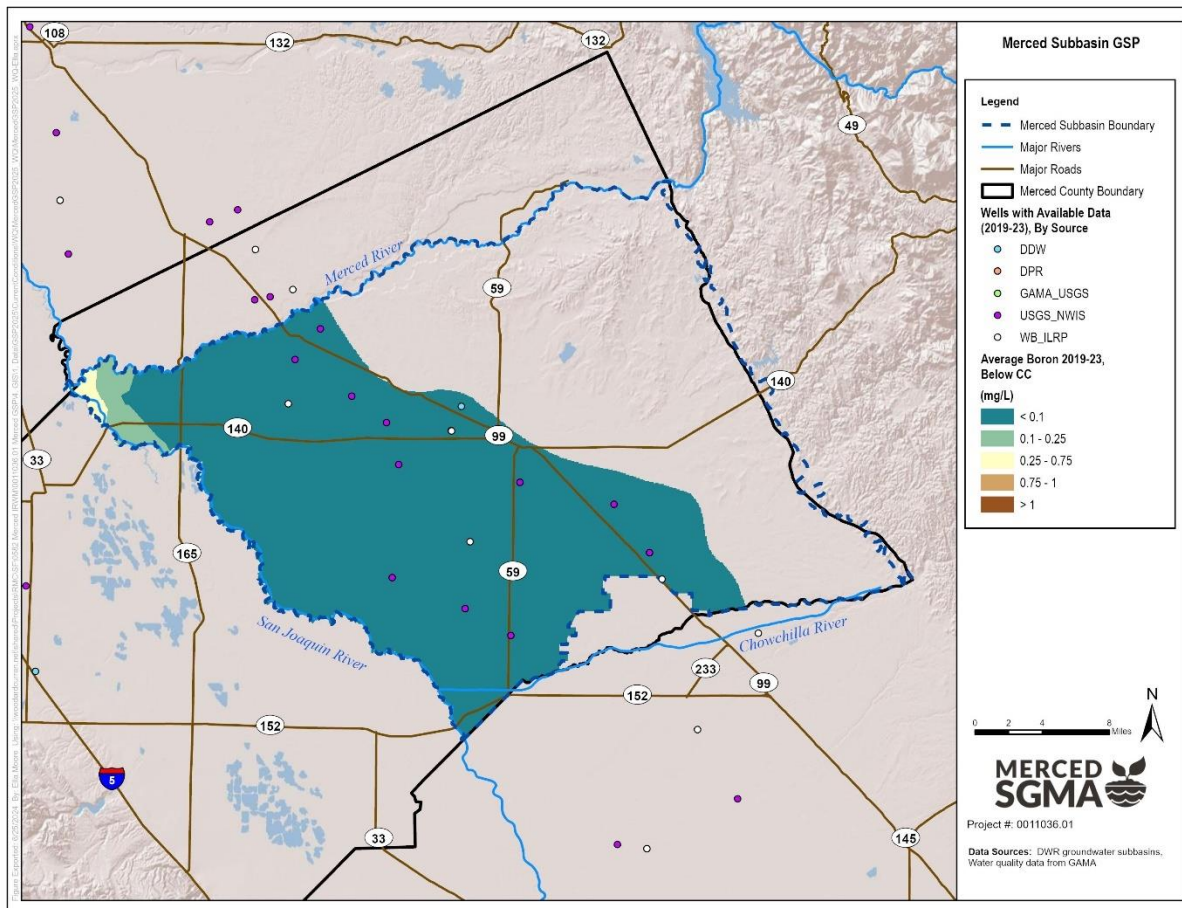 108
132
132
49
Merced River
59
140
33
140
99
165
59
San Joaquin River
Chowchilla River
233
152
99
152
5
33
145
Merced Subbasin GSP
Legend
Merced Subbasin Boundary
Major Rivers
Major Roads
Merced County Boundary
Wells with Available Data
(2019-23), By Source
DDW
DPR
GAMA_USGS
USGS_NWIS
WB_ILRP
Average Boron 2019-23,
Below CC
(mg/L)
< 0.1
0.1 - 0.25
0.25 - 0.75
0.75 - 1
> 1
N
0 2 4 8
Miles
MERCED
SGMA
Project #: 0011036.01
Data Sources: DWR groundwater subbasins,
Water quality data from GAMA